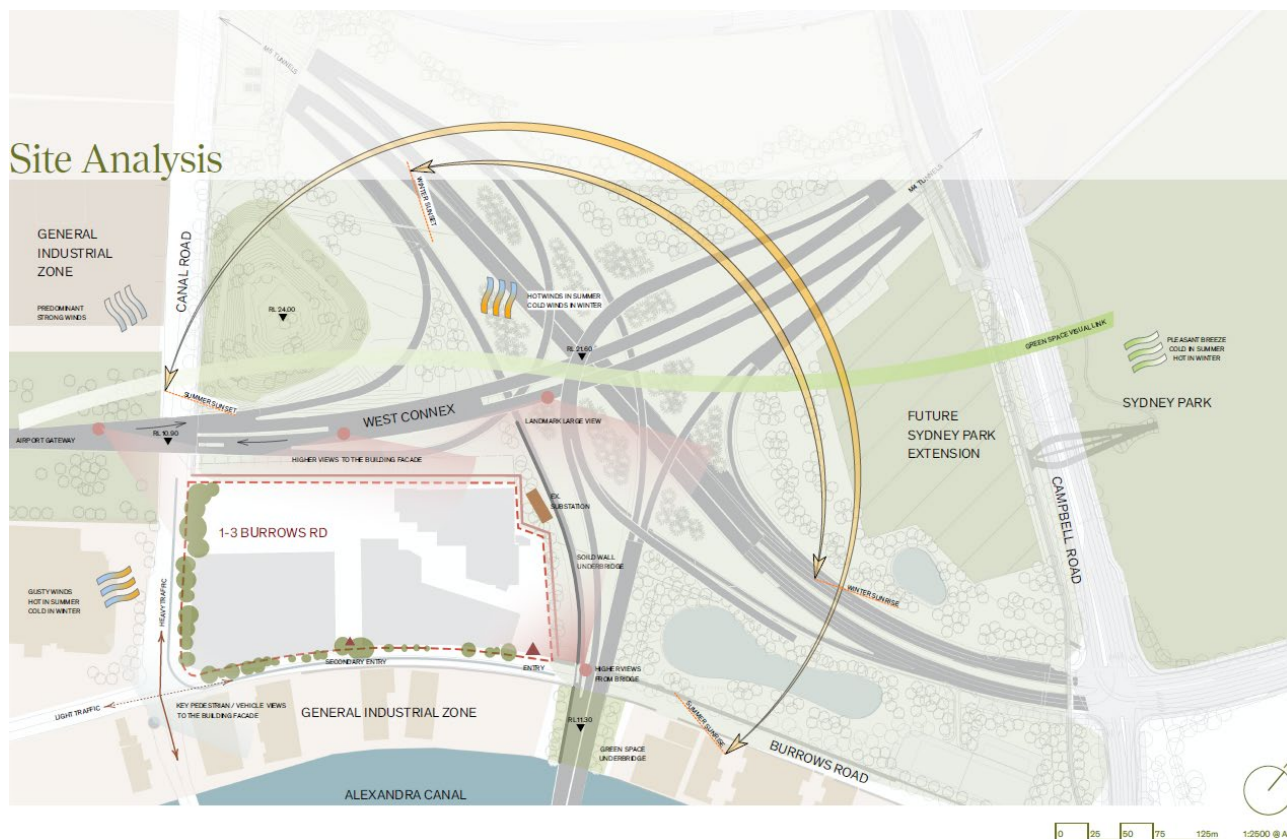 M4 TUNNELS
Site Analysis
GENERAL
INDUSTRIAL
ZONE
CANAL ROAD
PREDOMINANT
STRONG WINDS
WINTER SUNSET
M4 TUNNELS
HOT WINDS IN SUMMER
COLD WINDS IN WINTER
RL 24.00
RL 21.60
GREEN SPACE VISUAL LINK
PLEASANT BREEZE
COLD IN SUMMER
HOT IN WINTER
SYDNEY PARK
SUMMER SUNSET
WEST CONNEX
LANDMARK LARGE VIEW
FUTURE
SYDNEY PARK
EXTENSION
AIRPORT GATEWAY
RL 10.90
HIGHER VIEWS TO THE BUILDING FACADE
EX.
SUBSTATION
CAMPBELL ROAD
1-3 BURROWS RD
SOILD WALL
UNDERBRIDGE
GUSTY WINDS
HOT IN SUMMER
COLD IN WINTER
HEAVY TRAFFIC
WINTER SUNRISE
SECONDARY ENTRY
ENTRY
HIGHER VIEWS
FROM BRIDGE
LIGHT TRAFFIC
KEY PEDESTRIAN / VEHICLE VIEWS
TO THE BUILDING FACADE
GENERAL INDUSTRIAL ZONE
RL 11.30
SUMMER SUNRISE
GREEN SPACE
UNDERBRIDGE
BURROWS ROAD
ALEXANDRA CANAL
0 25 50 75 125m
1:2500 @